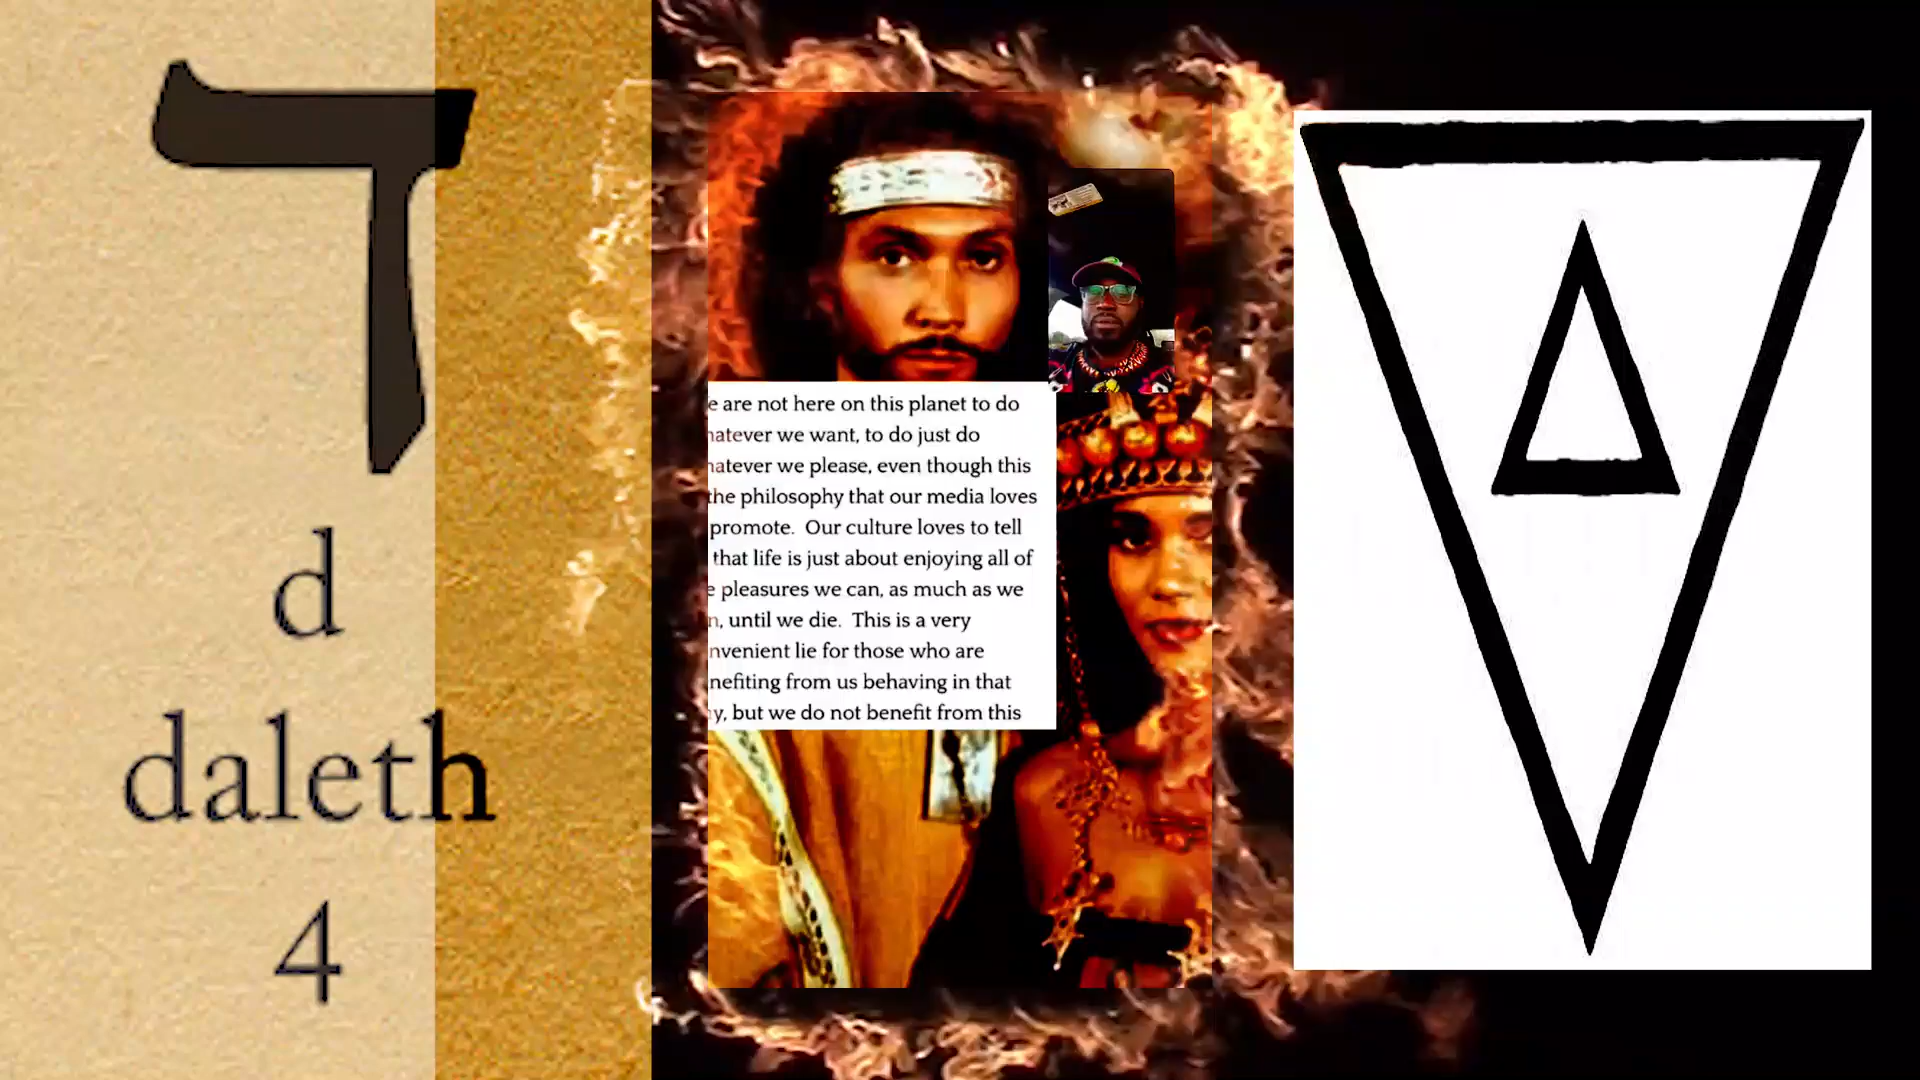 ד
d
daleth
4
e are not here on this planet to do
hatever we want, to do just do
hatever we please, even though this
the philosophy that our media loves
promote. Our culture loves to tell
that life is just about enjoying all of
e pleasures we can, as much as we
n, until we die. This is a very
nvenient lie for those who are
nefiting from us behaving in that
y, but we do not benefit from this